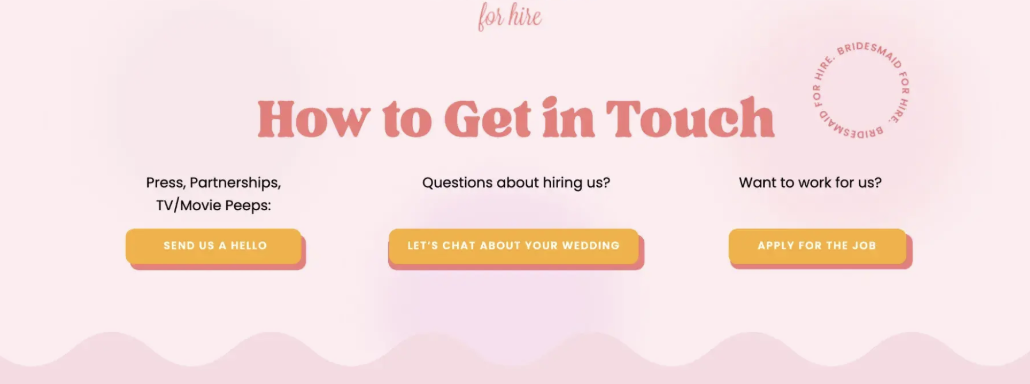 for hire
BRIDESMAID FOR HIRE. BRIDESMAID FOR HIRE.
How to Get in Touch
Press, Partnerships,
TV/Movie Peeps:
Questions about hiring us?
Want to work for us?
SEND US A HELLO
LET'S CHAT ABOUT YOUR WEDDING
APPLY FOR THE JOB